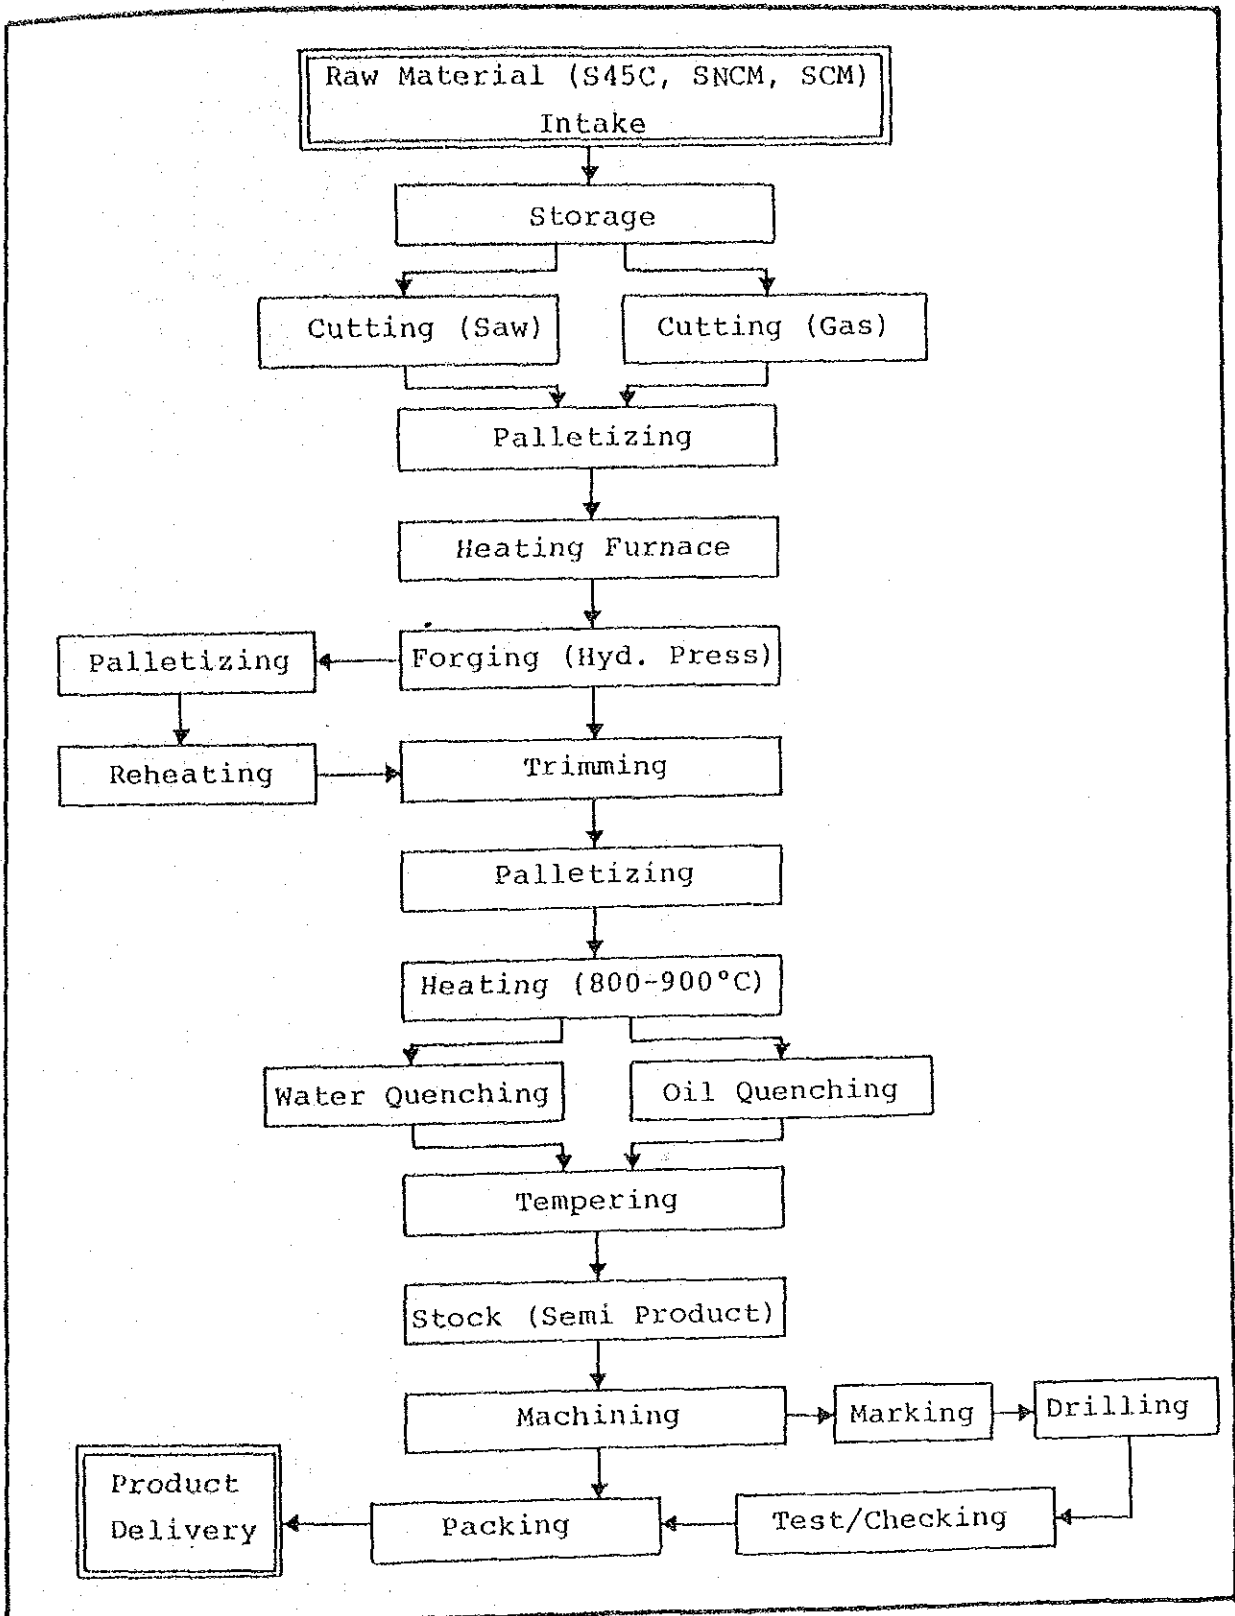 Raw Material (S45C, SNCM, SCM)
Intake
Storage
Cutting (Saw)
Cutting (Gas)
Palletizing
Heating Furnace
Palletizing
Forging (Hyd. Press)
Reheating
Trimming
Palletizing
Heating (800-900°C)
Water Quenching
Oil Quenching
Tempering
Stock (Semi Product)
Machining
Marking
Drilling
Product
Delivery
Packing
Test/Checking